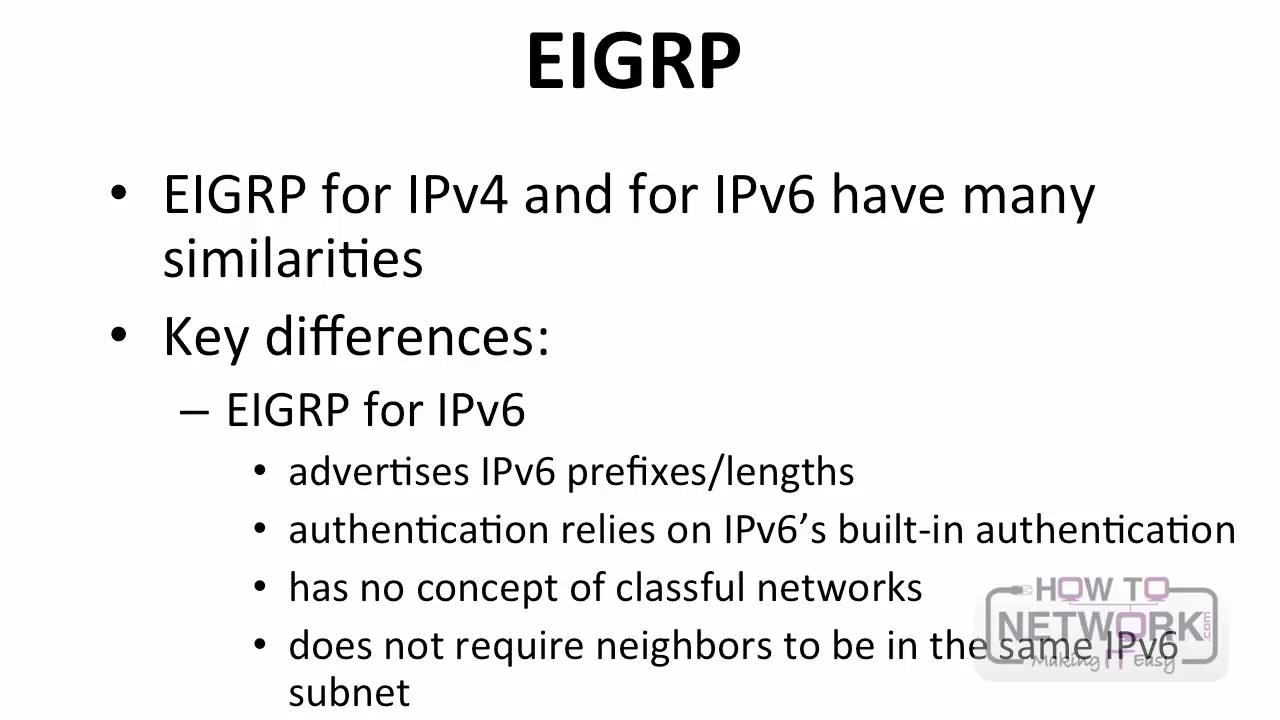 EIGRP
• EIGRP for IPv4 and for IPv6 have many
similarities
• Key differences:
– EIGRP for IPv6
• advertises IPv6 prefixes/lengths
• authentication relies on IPv6’s built-in authentication
• has no concept of classful networks
• does not require neighbors to be in the same IPv6
subnet
HOW TO
NETWORK.com
Making IT Easy